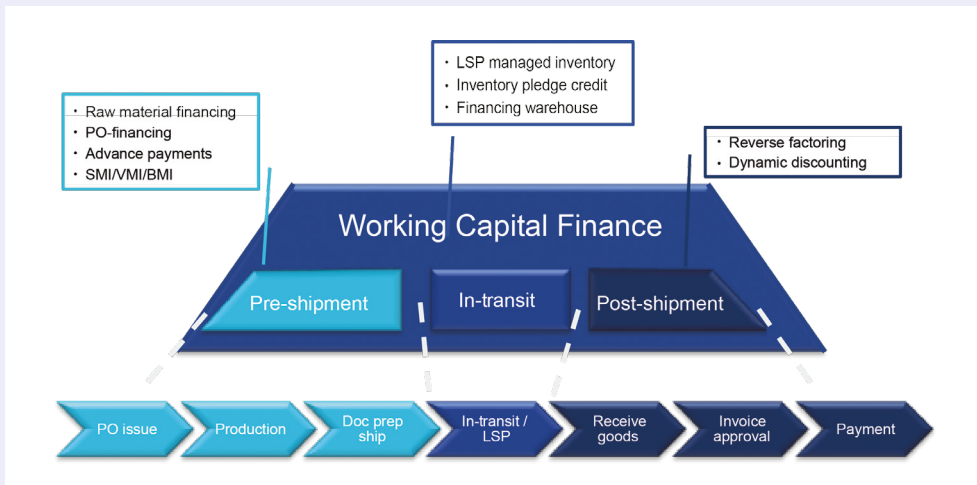 · LSP managed inventory
· Inventory pledge credit
· Financing warehouse
· Raw material financing
· PO-financing
· Advance payments
· SMI/VMI/BMI
· Reverse factoring
· Dynamic discounting
Working Capital Finance
Pre-shipment
In-transit
Post-shipment
PO issue
Production
Doc prep
ship
In-transit /
LSP
Receive
goods
Invoice
approval
Payment